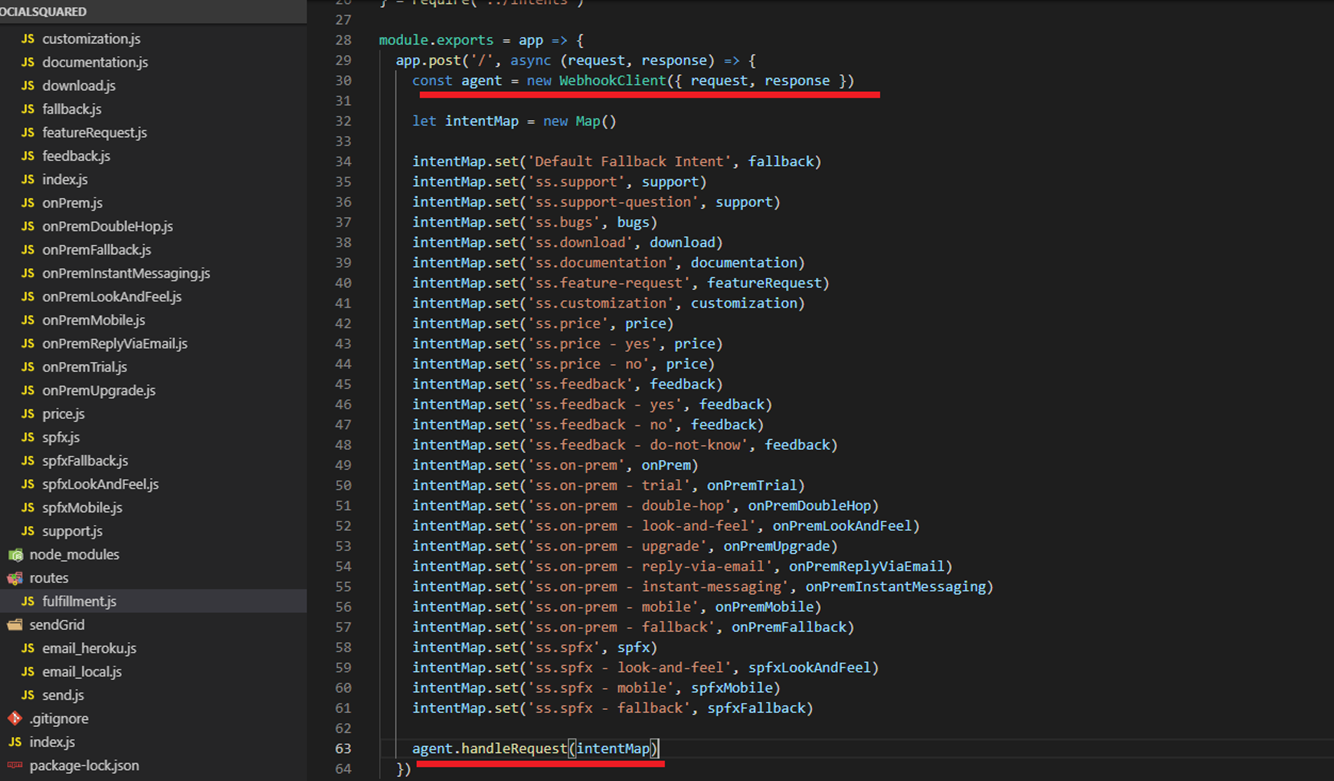 OCIALSQUARED
JS customization.js
JS documentation.js
JS download.js
JS fallback.js
JS featureRequest.js
JS feedback.js
JS index.js
JS onPrem.js
JS onPremDoubleHop.js
JS onPremFallback.js
JS onPremInstantMessaging.js
JS onPremLookAndFeel.js
JS onPremMobile.js
JS onPremReplyViaEmail.js
JS onPremTrial.js
JS onPremUpgrade.js
JS price.js
JS spfx.js
JS spfxFallback.js
JS spfxLookAndFeel.js
JS spfxMobile.js
JS support.js
node_modules
routes
JS fulfillment.js
sendGrid
JS email_heroku.js
JS email_local.js
JS send.js
.gitignore
JS index.js
package-lock.json
26 } = require('../intents')
27
28 module.exports = app => {
29 app.post('/', async (request, response) => {
30 const agent = new WebhookClient({ request, response })
31
32 let intentMap = new Map()
33
34 intentMap.set('Default Fallback Intent', fallback)
35 intentMap.set('ss.support', support)
36 intentMap.set('ss.support-question', support)
37 intentMap.set('ss.bugs', bugs)
38 intentMap.set('ss.download', download)
39 intentMap.set('ss.documentation', documentation)
40 intentMap.set('ss.feature-request', featureRequest)
41 intentMap.set('ss.customization', customization)
42 intentMap.set('ss.price', price)
43 intentMap.set('ss.price - yes', price)
44 intentMap.set('ss.price - no', price)
45 intentMap.set('ss.feedback', feedback)
46 intentMap.set('ss.feedback - yes', feedback)
47 intentMap.set('ss.feedback - no', feedback)
48 intentMap.set('ss.feedback - do-not-know', feedback)
49 intentMap.set('ss.on-prem', onPrem)
50 intentMap.set('ss.on-prem - trial', onPremTrial)
51 intentMap.set('ss.on-prem - double-hop', onPremDoubleHop)
52 intentMap.set('ss.on-prem - look-and-feel', onPremLookAndFeel)
53 intentMap.set('ss.on-prem - upgrade', onPremUpgrade)
54 intentMap.set('ss.on-prem - reply-via-email', onPremReplyViaEmail)
55 intentMap.set('ss.on-prem - instant-messaging', onPremInstantMessaging)
56 intentMap.set('ss.on-prem - mobile', onPremMobile)
57 intentMap.set('ss.on-prem - fallback', onPremFallback)
58 intentMap.set('ss.spfx', spfx)
59 intentMap.set('ss.spfx - look-and-feel', spfxLookAndFeel)
60 intentMap.set('ss.spfx - mobile', spfxMobile)
61 intentMap.set('ss.spfx - fallback', spfxFallback)
62
63 agent.handleRequest(intentMap)
64 })